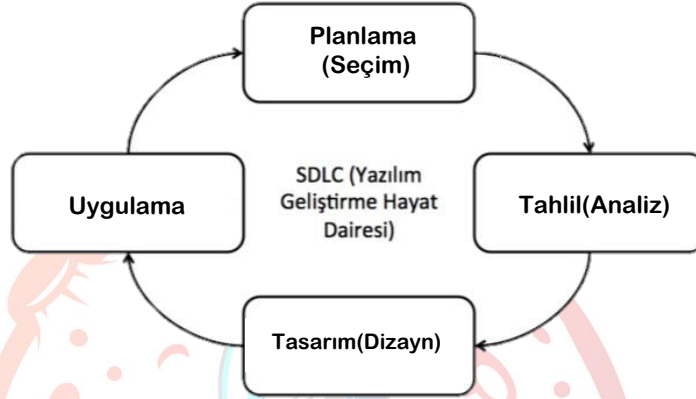 Planlama
(Seçim)
SDLC (Yazılım
Geliştirme Hayat
Dairesi)
Uygulama
Tahlil(Analiz)
Tasarım(Dizayn)